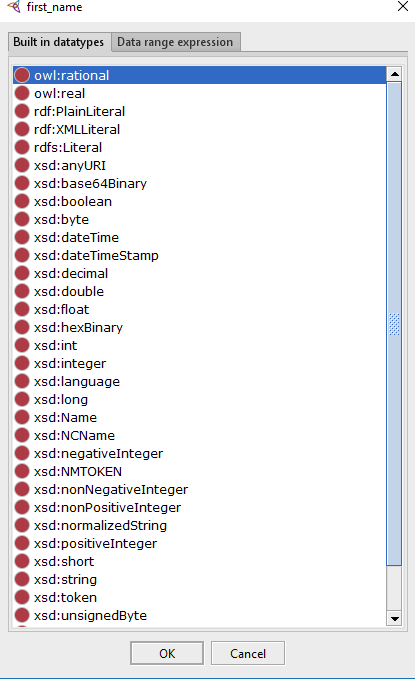 first_name
Built in datatypes Data range expression
owl:rational
owl:real
rdf:PlainLiteral
rdf:XMLLiteral
rdfs:Literal
xsd:anyURI
xsd:base64Binary
xsd:boolean
xsd:byte
xsd:dateTime
xsd:dateTimeStamp
xsd:decimal
xsd:double
xsd:float
xsd:hexBinary
xsd:int
xsd:integer
xsd:language
xsd:long
xsd:Name
xsd:NCName
xsd:negativeInteger
xsd:NMTOKEN
xsd:nonNegativeInteger
xsd:nonPositiveInteger
xsd:normalizedString
xsd:positiveInteger
xsd:short
xsd:string
xsd:token
xsd:unsignedByte
OK Cancel